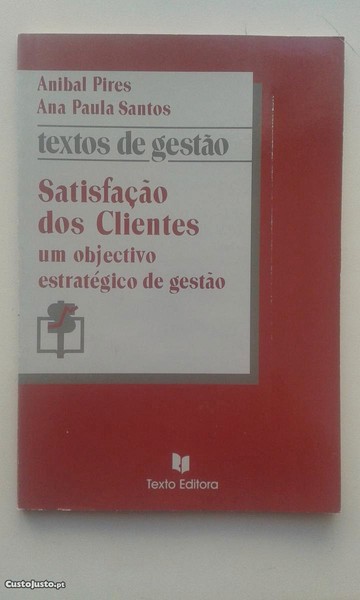 Anibal Pires
Ana Paula Santos
textos de gestão
Satisfação
dos Clientes
um objectivo
estratégico de gestão
Texto Editora
CustoJusto.pt